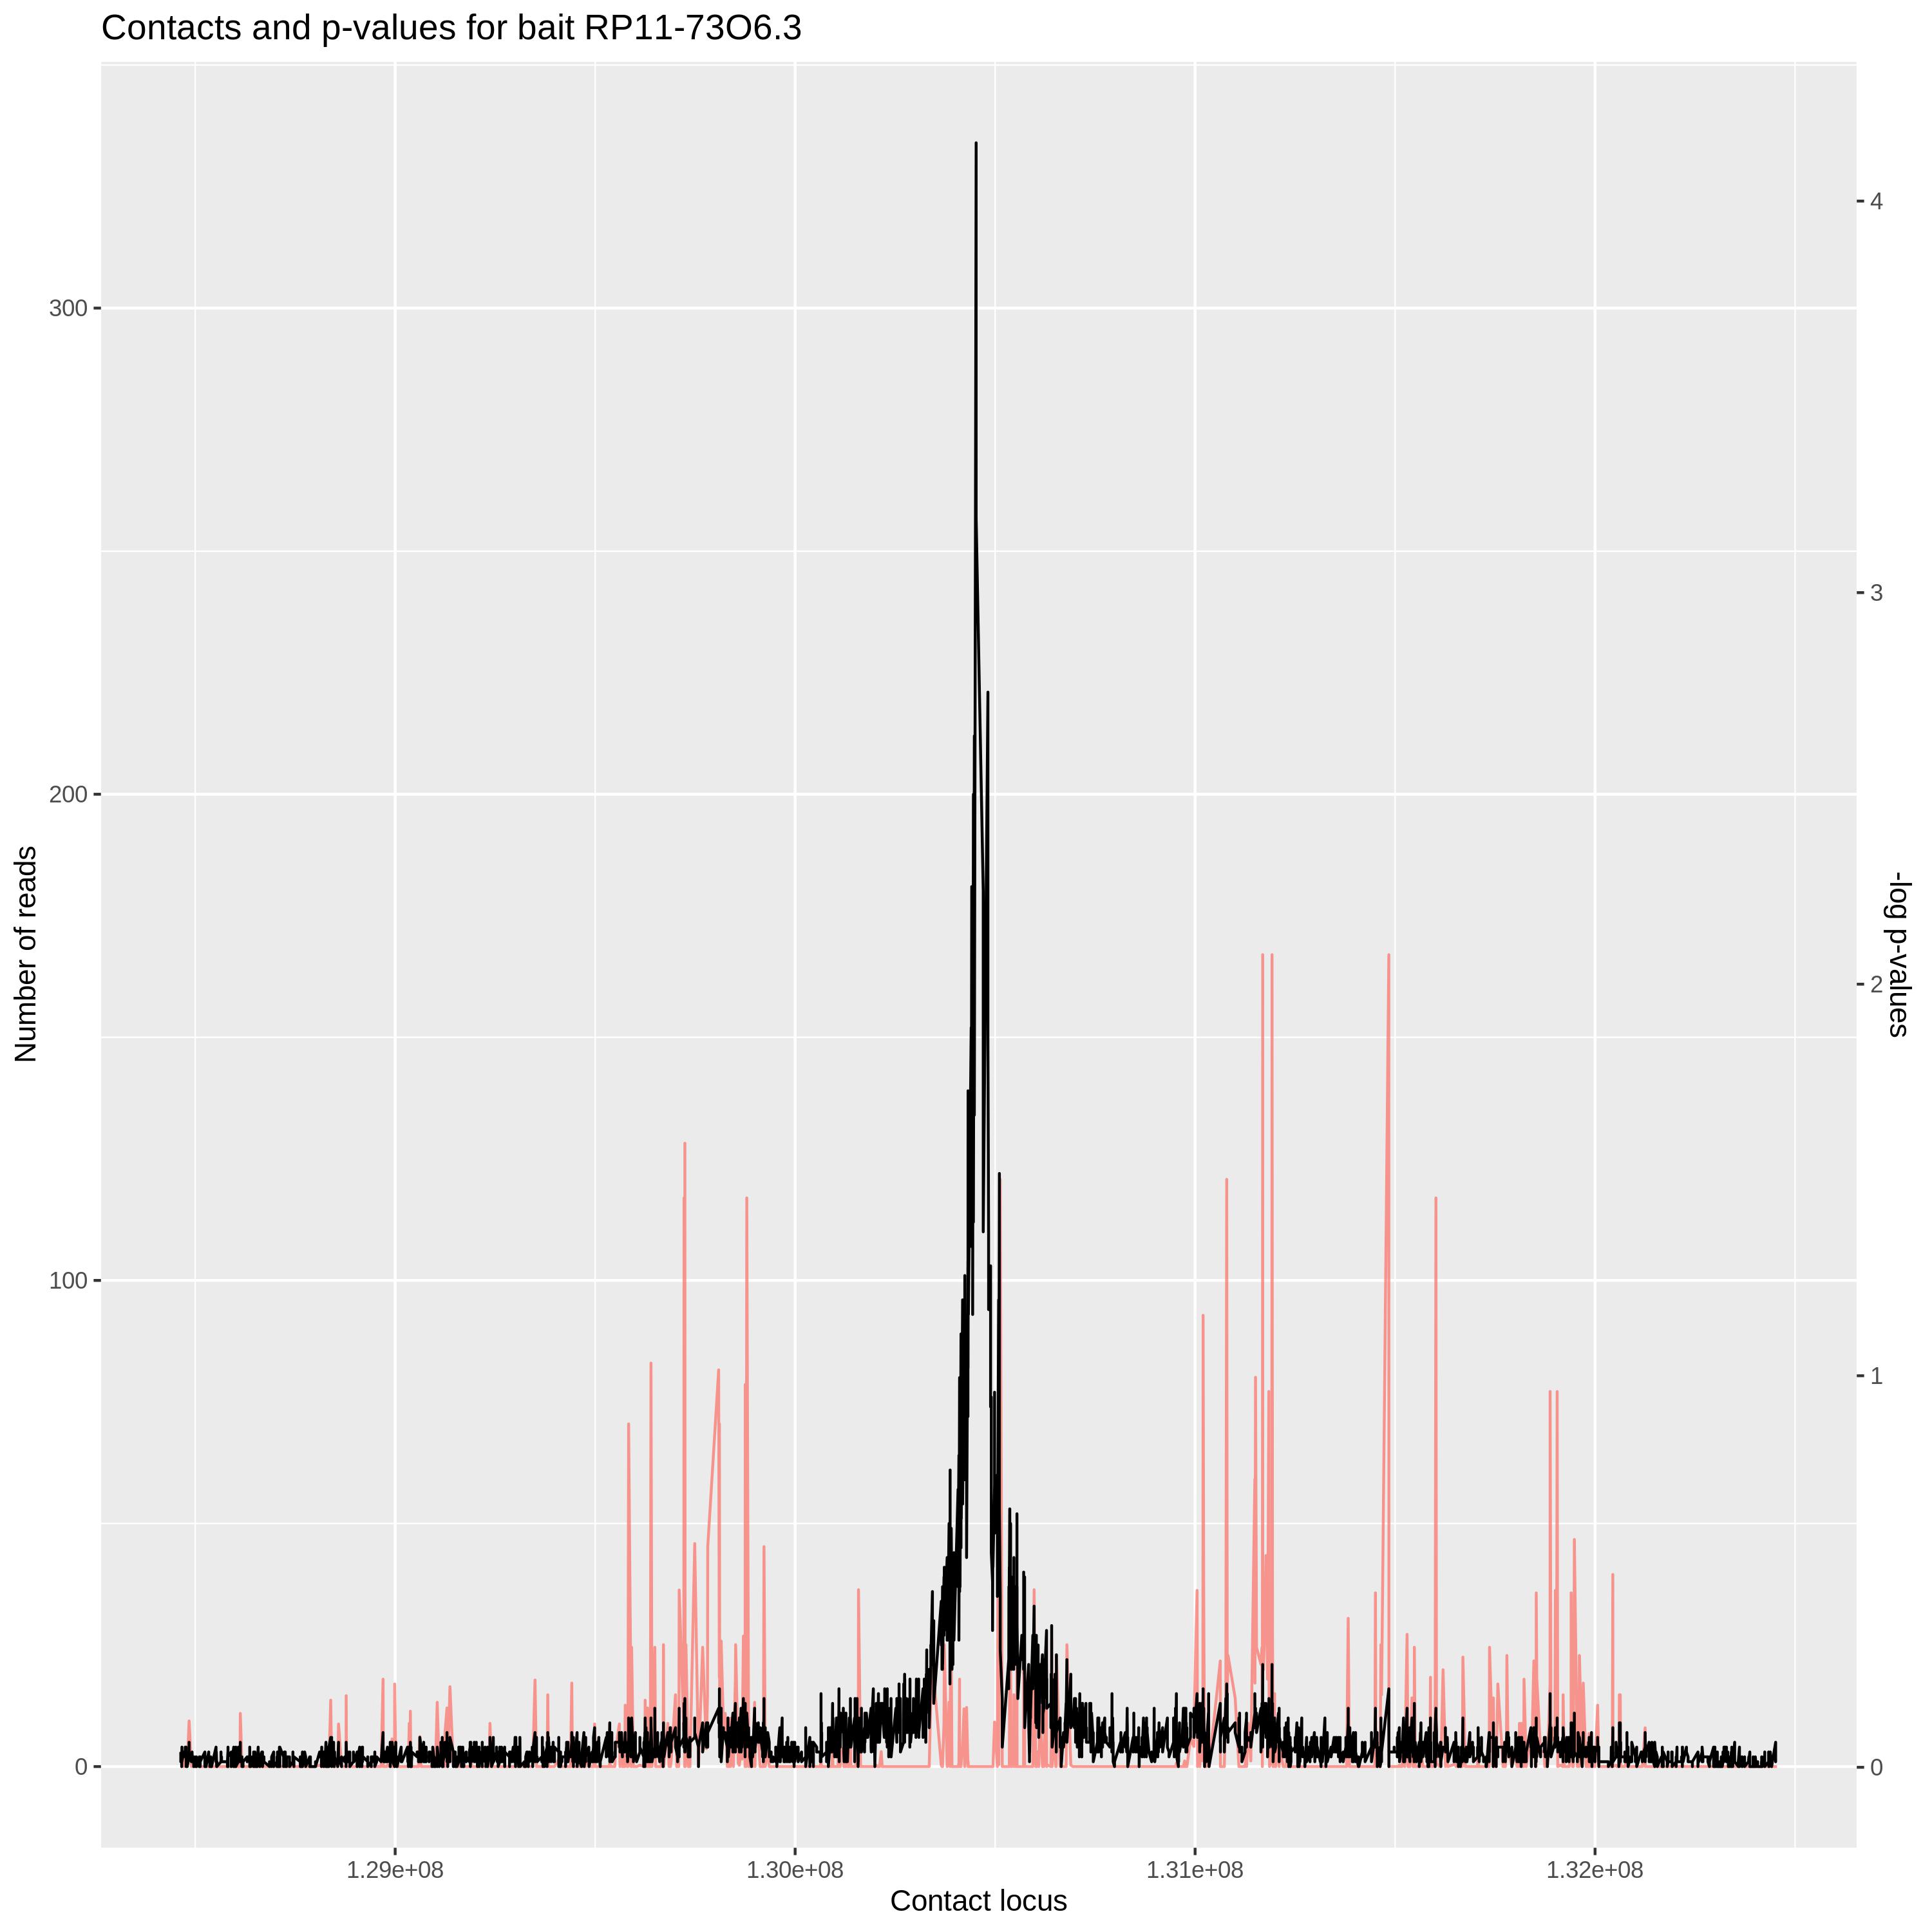 Contacts and p-values for bait RP11-73O6.3
300
200
100
0
Number of reads
4
3
2
1
0
-log p-values
1.29e+08
1.30e+08
1.31e+08
1.32e+08
Contact locus